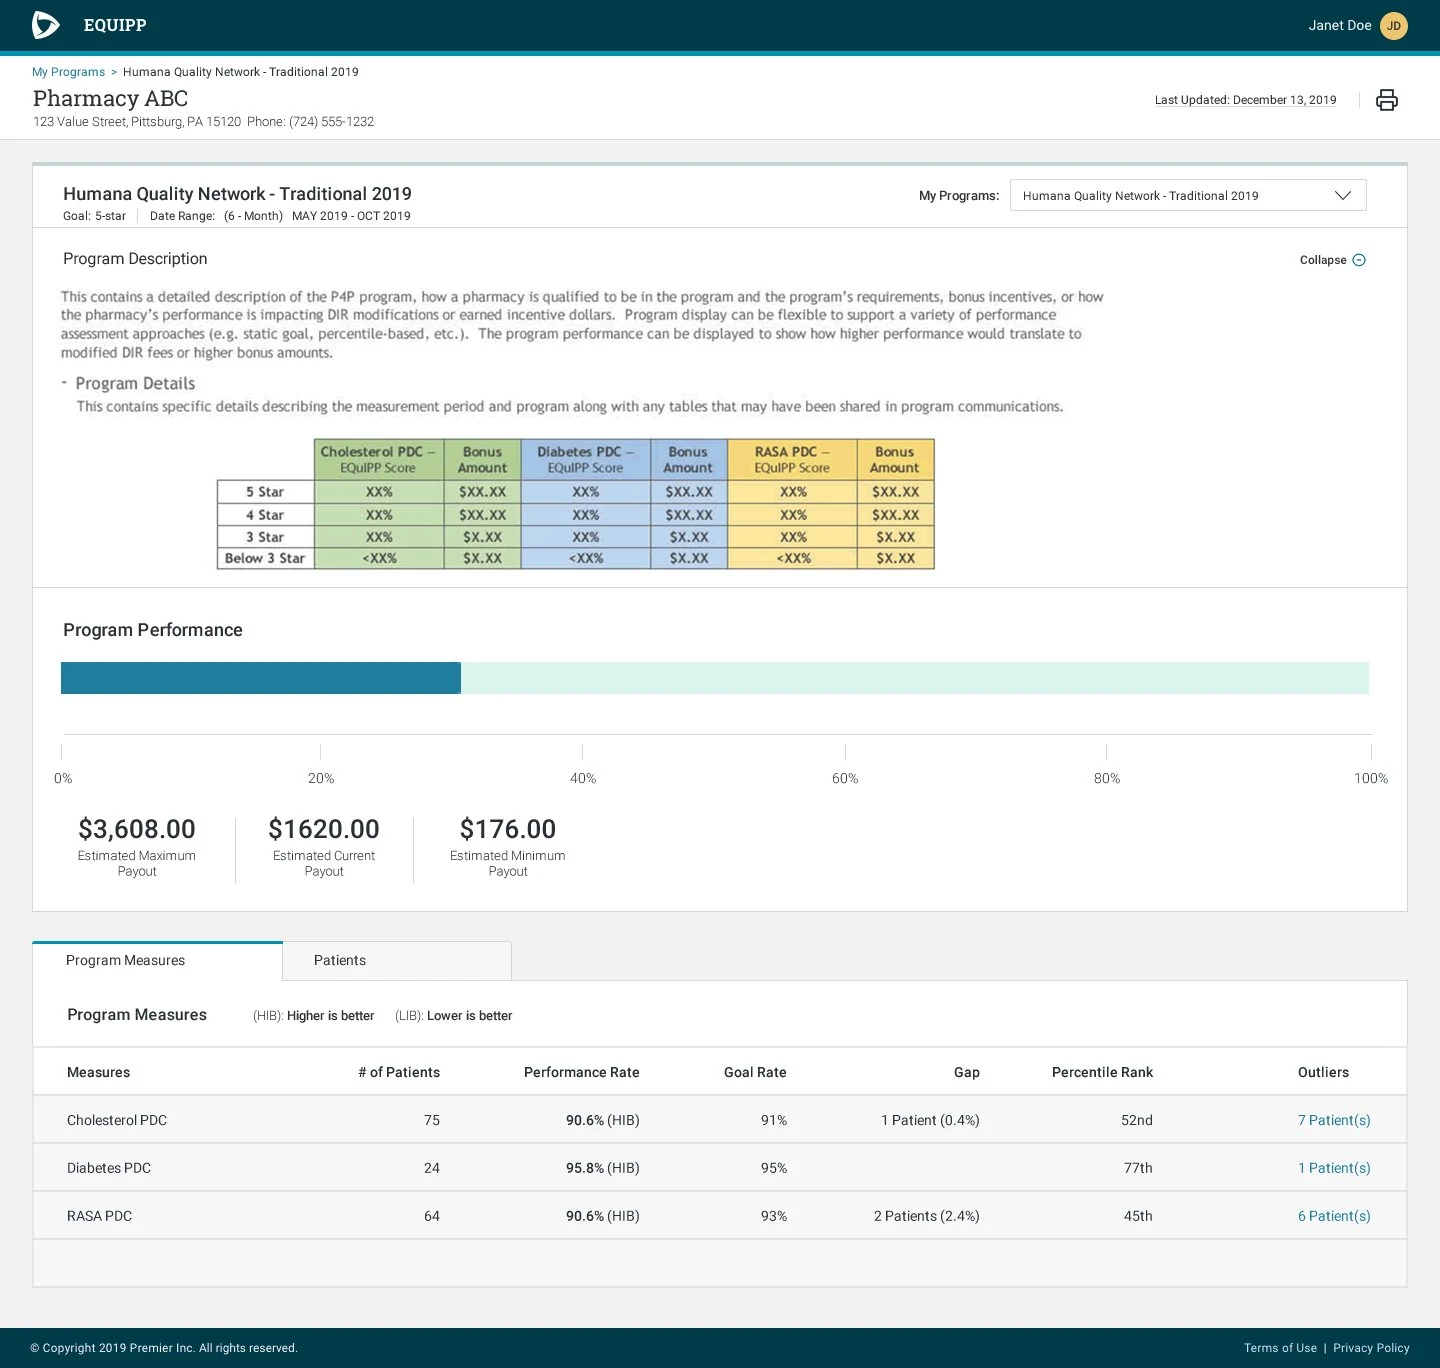 EQUIPP
Janet Doe JD
My Programs > Humana Quality Network - Traditional 2019
Pharmacy ABC
Last Updated: December 13, 2019
123 Value Street, Pittsburg, PA 15120 Phone: (724) 555-1232
Humana Quality Network - Traditional 2019
My Programs: Humana Quality Network - Traditional 2019
Goal: 5-star Date Range: (6 - Month) MAY 2019 - OCT 2019
Program Description
Collapse
This contains a detailed description of the P4P program, how a pharmacy is qualified to be in the program and the program's requirements, bonus incentives, or how
the pharmacy's performance is impacting DIR modifications or earned incentive dollars. Program display can be flexible to support a variety of performance
assessment approaches (e.g. static goal, percentile-based, etc.). The program performance can be displayed to show how higher performance would translate to
modified DIR fees or higher bonus amounts.
- Program Details
This contains specific details describing the measurement period and program along with any tables that may have been shared in program communications.
Cholesterol PDC – Bonus Diabetes PDC – Bonus RASA PDC – Bonus
EQuIPP Score Amount EQuIPP Score Amount EQuIPP Score Amount
5 Star XX% $XX.XX XX% $XX.XX XX% $XX.XX
4 Star XX% $XX.XX XX% $XX.XX XX% $XX.XX
3 Star XX% $X.XX XX% $X.XX XX% $X.XX
Below 3 Star <XX% $X.XX <XX% $X.XX <XX% $X.XX
Program Performance
0% 20% 40% 60% 80% 100%
$3,608.00 $1620.00 $176.00
Estimated Maximum Estimated Current Estimated Minimum
Payout Payout Payout
Program Measures Patients
Program Measures (HIB): Higher is better (LIB): Lower is better
Measures # of Patients Performance Rate Goal Rate Gap Percentile Rank Outliers
Cholesterol PDC 75 90.6% (HIB) 91% 1 Patient (0.4%) 52nd 7 Patient(s)
Diabetes PDC 24 95.8% (HIB) 95% 77th 1 Patient(s)
RASA PDC 64 90.6% (HIB) 93% 2 Patients (2.4%) 45th 6 Patient(s)
© Copyright 2019 Premier Inc. All rights reserved.
Terms of Use | Privacy Policy